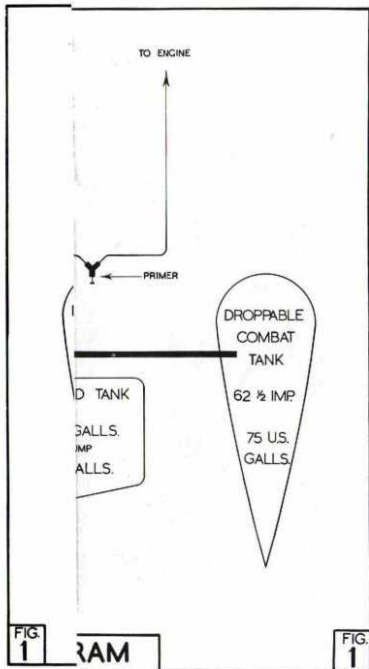 TO ENGINE
PRIMER
DROPPABLE
COMBAT
TANK
62 ½ IMP.
75 U.S.
GALLS.
D TANK
GALLS.
IMP
ALLS.
FIG.
1
RAM
FIG.
1